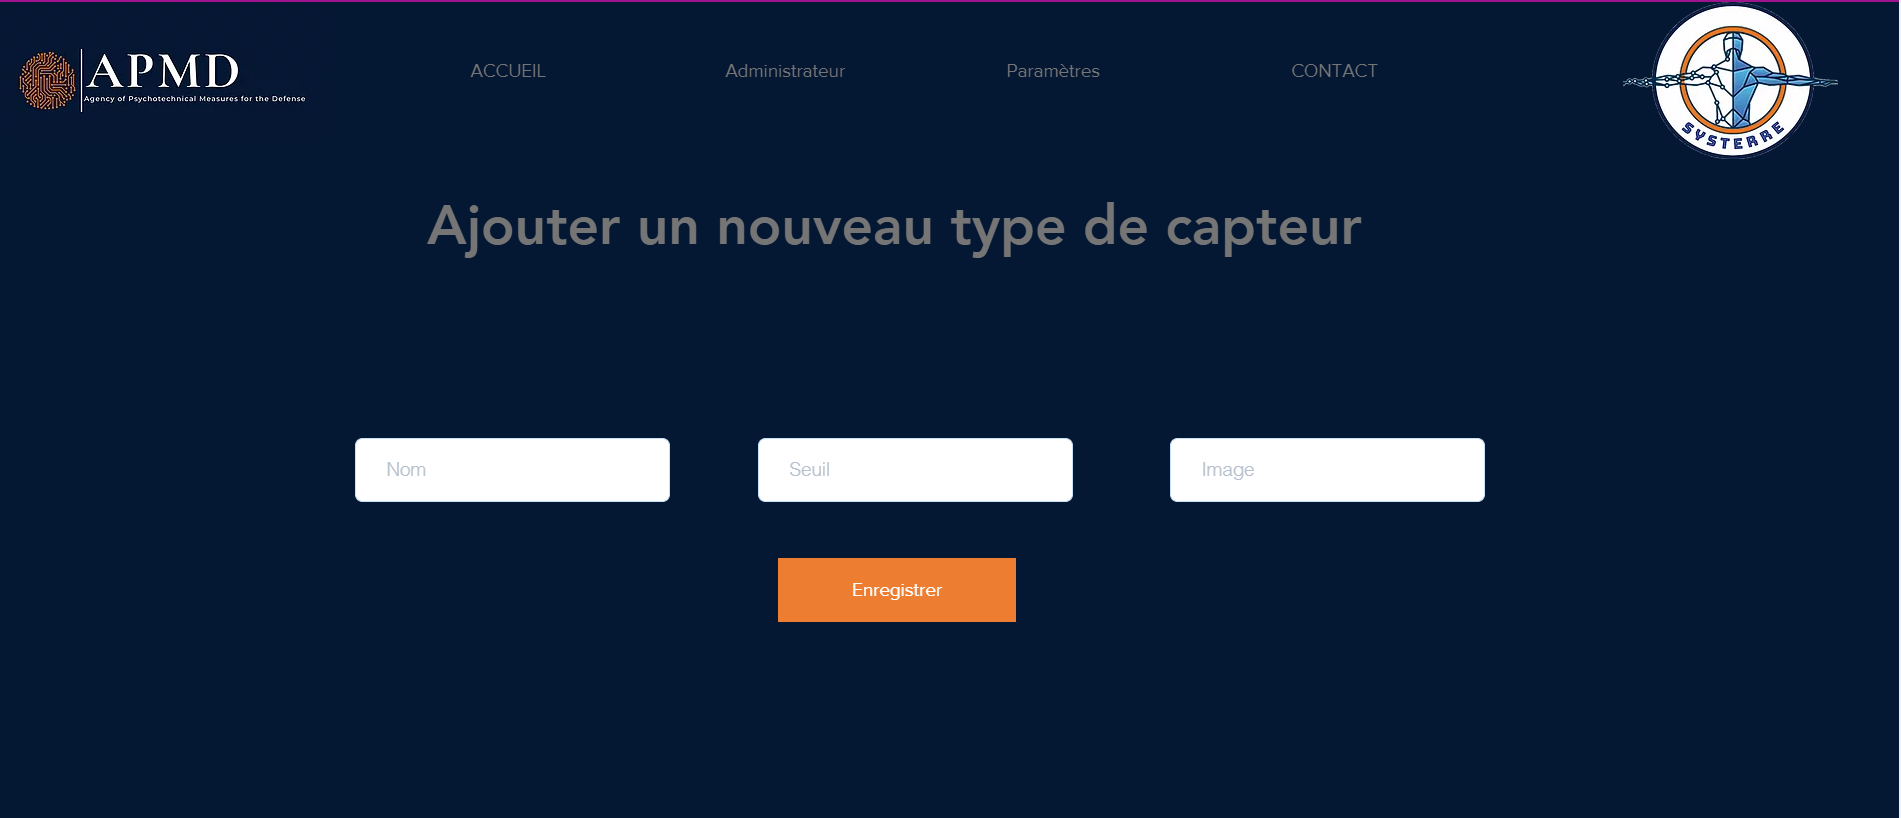 APMD
Agency of Psychotechnical Measures for the Defense
ACCUEIL
Administrateur
Paramètres
CONTACT
SYSTERRE
Ajouter un nouveau type de capteur
Nom
Seuil
Image
Enregistrer